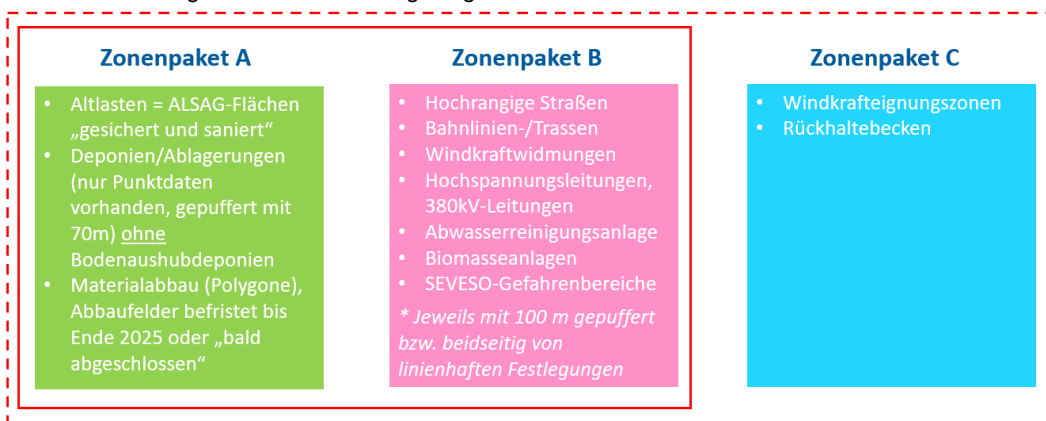 Zonenpaket A
• Altlasten = ALSAG-Flächen
„gesichert und saniert“
• Deponien/Ablagerungen
(nur Punktdaten
vorhanden, gepuffert mit
70m) ohne
Bodenaushubdeponien
• Materialabbau (Polygone),
Abbaufelder befristet bis
Ende 2025 oder „bald
abgeschlossen“
Zonenpaket B
• Hochrangige Straßen
• Bahnlinien-/Trassen
• Windkraftwidmungen
• Hochspannungsleitungen,
380kV-Leitungen
• Abwasserreinigungsanlage
• Biomasseanlagen
• SEVESO-Gefahrenbereiche
* Jeweils mit 100 m gepuffert
bzw. beidseitig von
linienhaften Festlegungen
Zonenpaket C
• Windkrafteignungszonen
• Rückhaltebecken